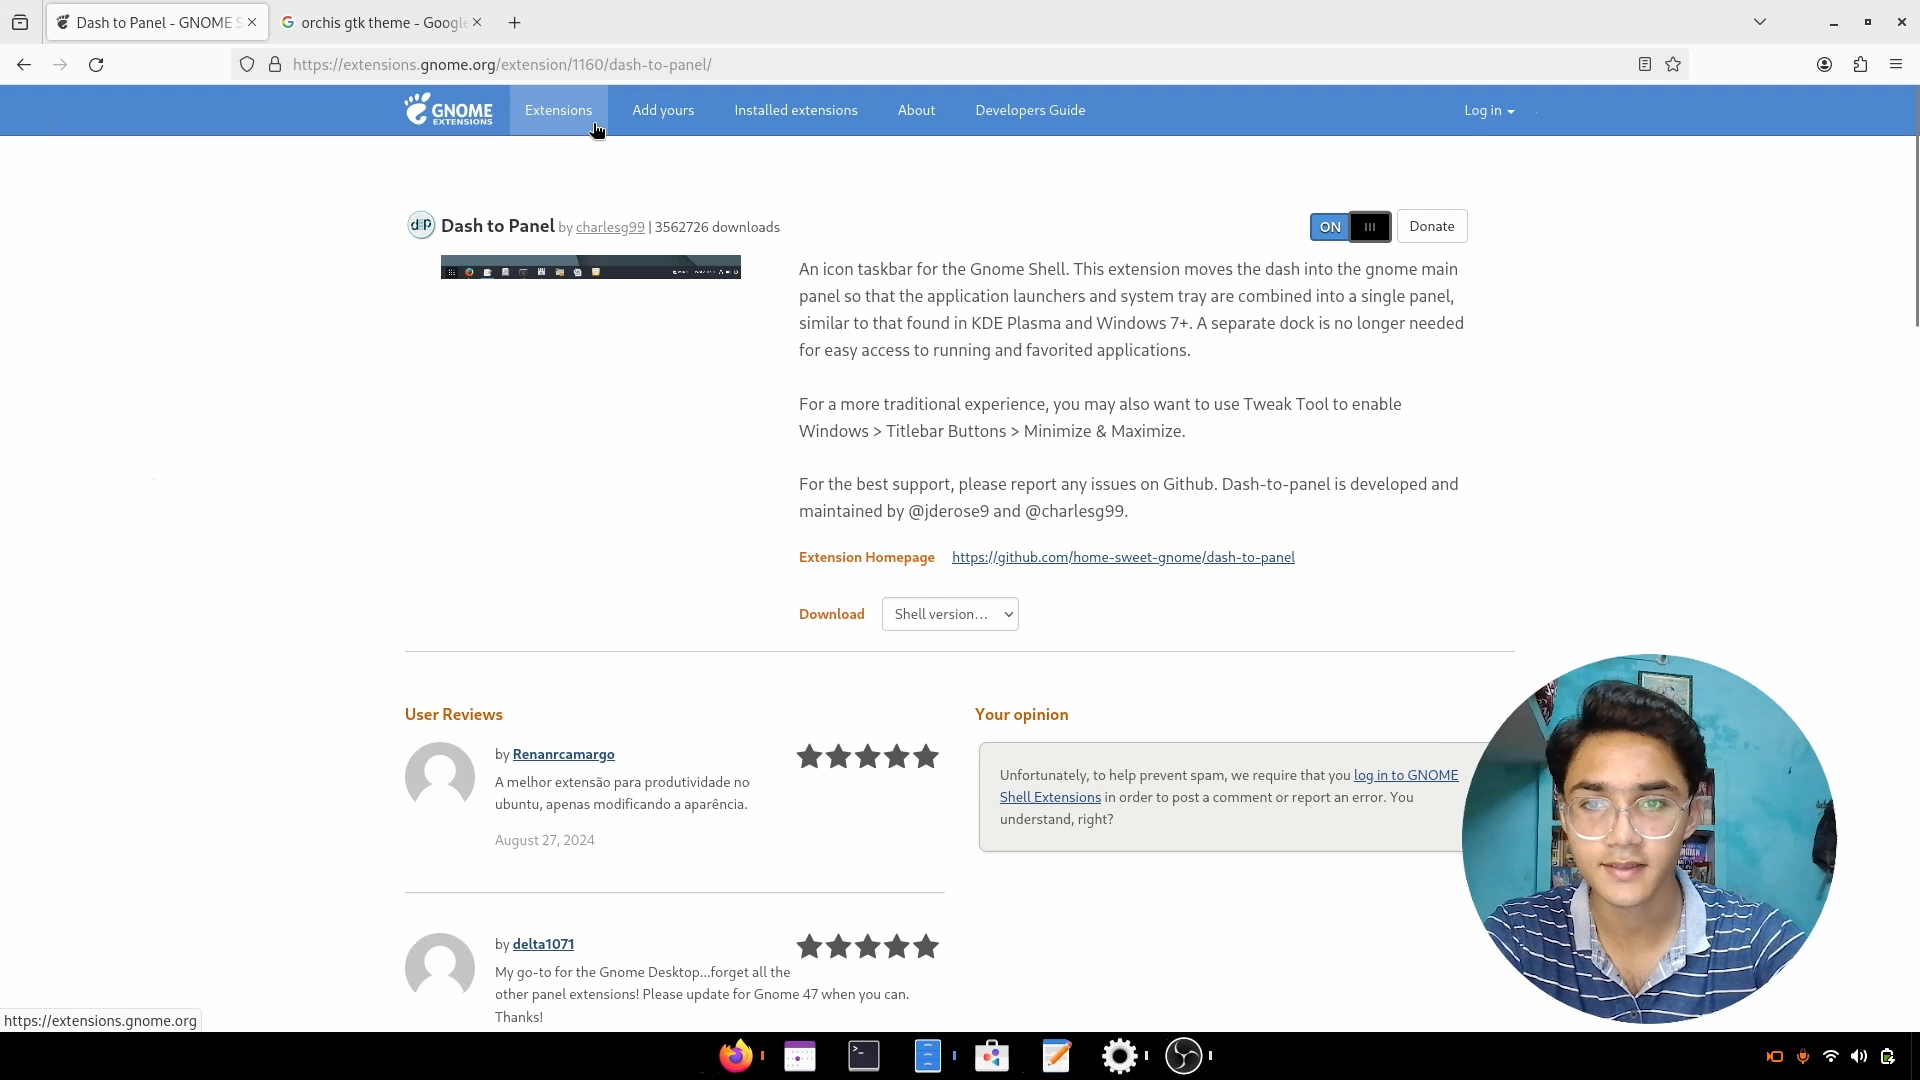 Dash to Panel - GNOME S
orchis gtk theme - Google
https://extensions.gnome.org/extension/1160/dash-to-panel/
GNOME
EXTENSIONS
Extensions
Add yours
Installed extensions
About
Developers Guide
Log in
Dash to Panel by charlesg99 | 3562726 downloads
ON
Donate
An icon taskbar for the Gnome Shell. This extension moves the dash into the gnome main
panel so that the application launchers and system tray are combined into a single panel,
similar to that found in KDE Plasma and Windows 7+. A separate dock is no longer needed
for easy access to running and favorited applications.
For a more traditional experience, you may also want to use Tweak Tool to enable
Windows > Titlebar Buttons > Minimize & Maximize.
For the best support, please report any issues on Github. Dash-to-panel is developed and
maintained by @jderose9 and @charlesg99.
Extension Homepage https://github.com/home-sweet-gnome/dash-to-panel
Download Shell version...
User Reviews
by Renanrcamargo
A melhor extensão para produtividade no
ubuntu, apenas modificando a aparência.
August 27, 2024
by delta1071
My go-to for the Gnome Desktop...forget all the
other panel extensions! Please update for Gnome 47 when you can.
Thanks!
Your opinion
Unfortunately, to help prevent spam, we require that you log in to GNOME
Shell Extensions in order to post a comment or report an error. You
understand, right?
https://extensions.gnome.org